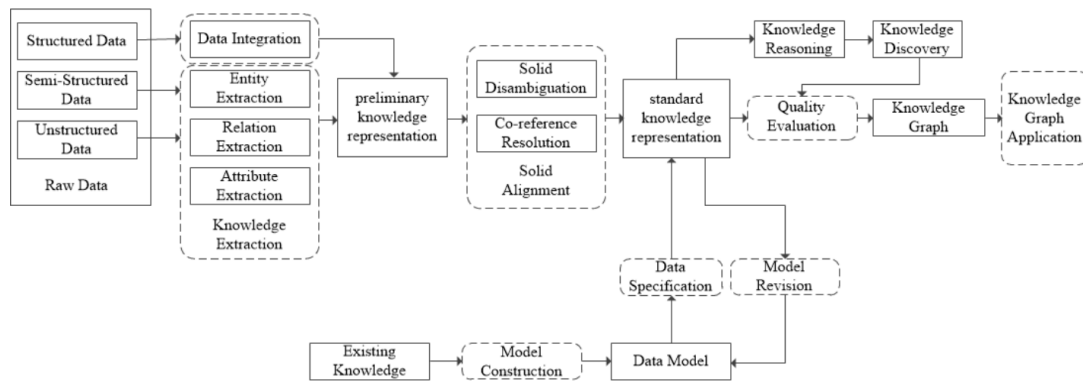 Structured Data
Semi-Structured
Data
Unstructured Data
Raw Data
Data Integration
Entity
Extraction
Relation
Extraction
Attribute
Extraction
Knowledge
Extraction
preliminary
knowledge
representation
Solid
Disambiguation
Co-reference
Resolution
Solid
Alignment
standard
knowledge
representation
Knowledge
Reasoning
Knowledge
Discovery
Quality
Evaluation
Knowledge
Graph
Knowledge
Graph
Application
Data
Specification
Model
Revision
Existing
Knowledge
Model
Construction
Data Model